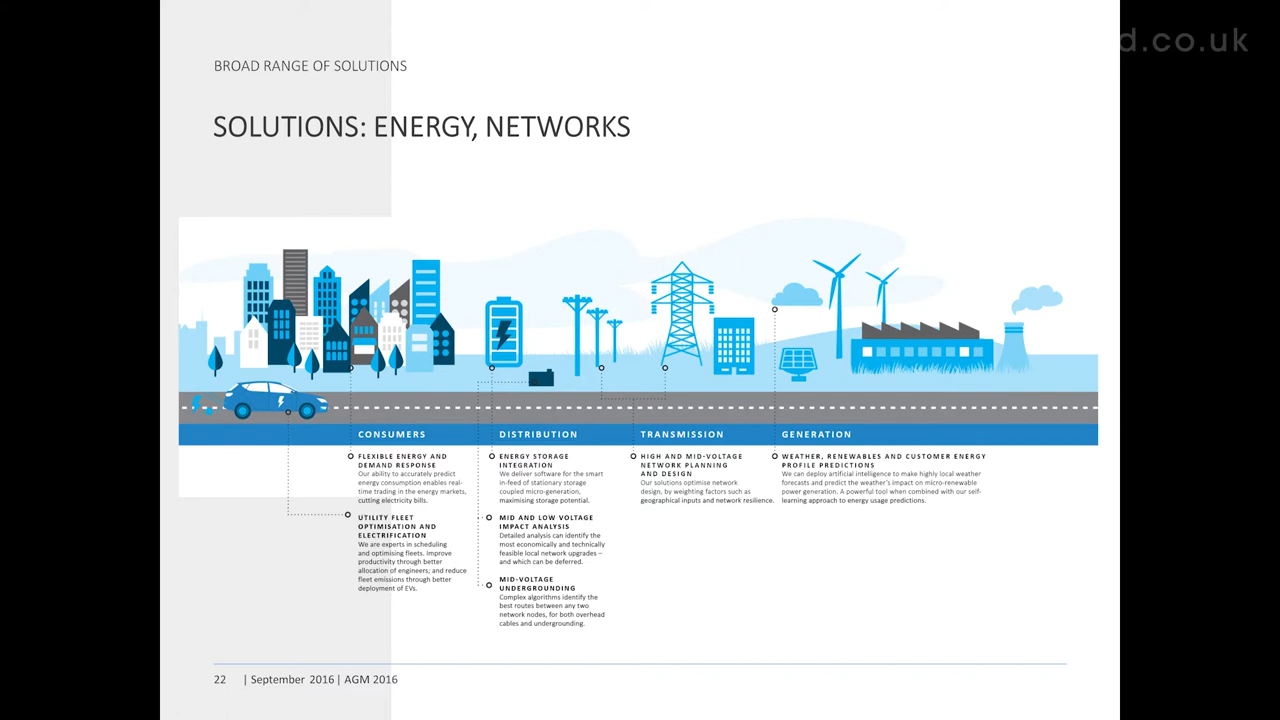 d.co.uk
BROAD RANGE OF SOLUTIONS
SOLUTIONS: ENERGY, NETWORKS
CONSUMERS
DISTRIBUTION
TRANSMISSION
GENERATION
FLEXIBLE ENERGY AND
DEMAND RESPONSE
Our ability to accurately predict
energy consumption enables real-
time trading in the energy markets,
cutting electricity bills.
UTILITY FLEET
OPTIMISATION AND
ELECTRIFICATION
We are experts in scheduling
and optimising fleets. Improve
productivity through better
allocation of engineers; and reduce
fleet emissions through better
deployment of EVs.
ENERGY STORAGE
INTEGRATION
We deliver software for the smart
in-feed of stationary storage
coupled micro-generation,
maximising storage potential.
MID AND LOW VOLTAGE
IMPACT ANALYSIS
Detailed analysis can identify the
most economically and technically
feasible local network upgrades –
and which can be deferred.
MID-VOLTAGE
UNDERGROUNDING
Complex algorithms identify the
best routes between any two
network nodes, for both overhead
cables and undergrounding.
HIGH AND MID-VOLTAGE
NETWORK PLANNING
AND DESIGN
Our solutions optimise network
design, by weighting factors such as
geographical inputs and network resilience.
WEATHER, RENEWABLES AND CUSTOMER ENERGY
PROFILE PREDICTIONS
We can deploy artificial intelligence to make highly local weather
forecasts and predict the weather's impact on micro-renewable
power generation. A powerful tool when combined with our self-
learning approach to energy usage predictions.
22 | September 2016 | AGM 2016